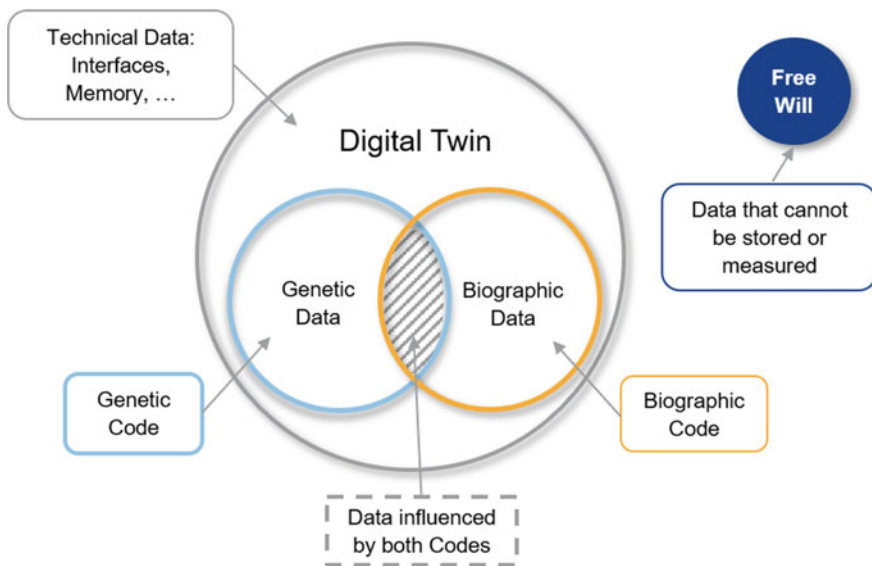 Technical Data:
Interfaces,
Memory, …
Free
Will
Digital Twin
Data that cannot
be stored or
measured
Genetic
Data
Biographic
Data
Genetic
Code
Biographic
Code
Data influenced
by both Codes